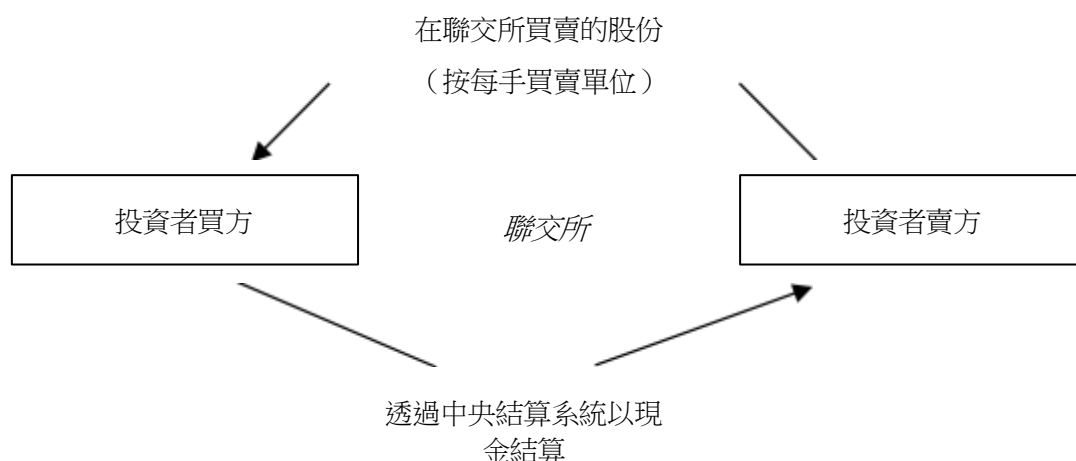 在聯交所買賣的股份
（按每手買賣單位）
投資者買方
聯交所
投資者賣方
透過中央結算系統以現
金結算